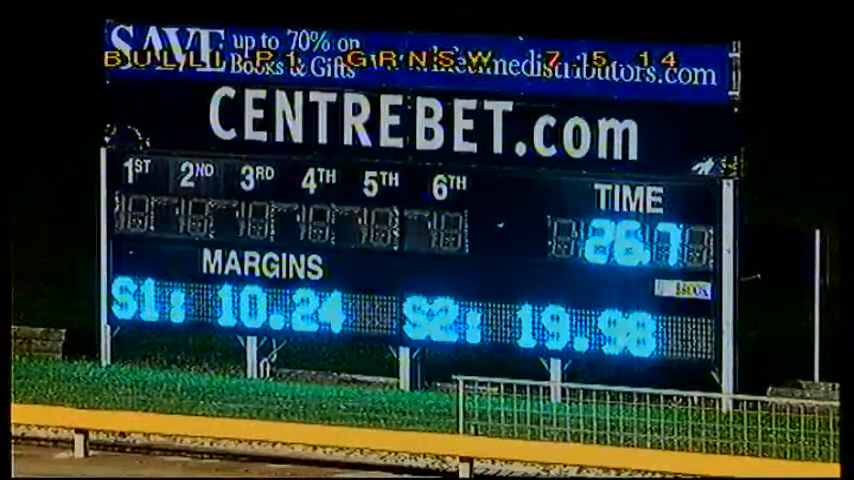 SAVE up to 70% on
Books & Gifts
BULLI P1 GRNSW 7.5.14
CENTREBET.com
1ST 2ND 3RD 4TH 5TH 6TH
TIME
26.7
MARGINS
S1: 10.24 S2: 19.98